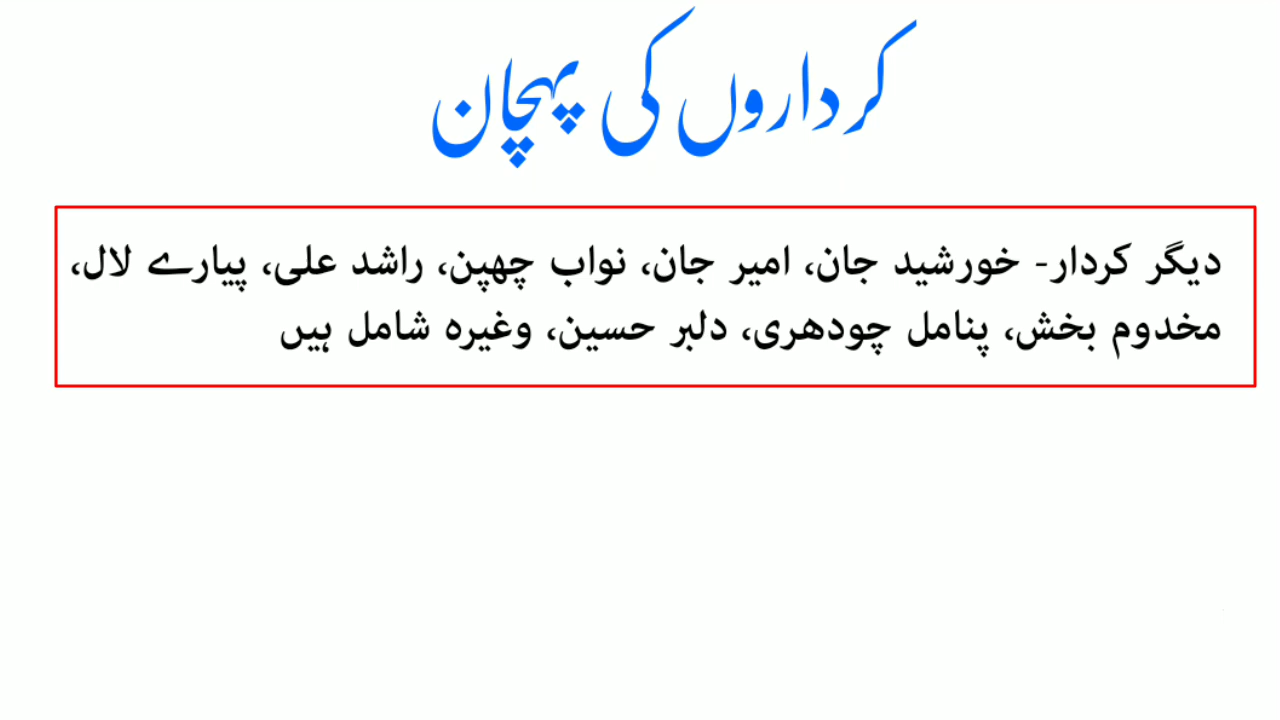 کرداروں کی پہچان
دیگر کردار- خورشید جان، امیر جان، نواب چھپن، راشد علی، پیارے لال،
مخدوم بخش، پنامل چودھری، دلبر حسین، وغیرہ شامل ہیں